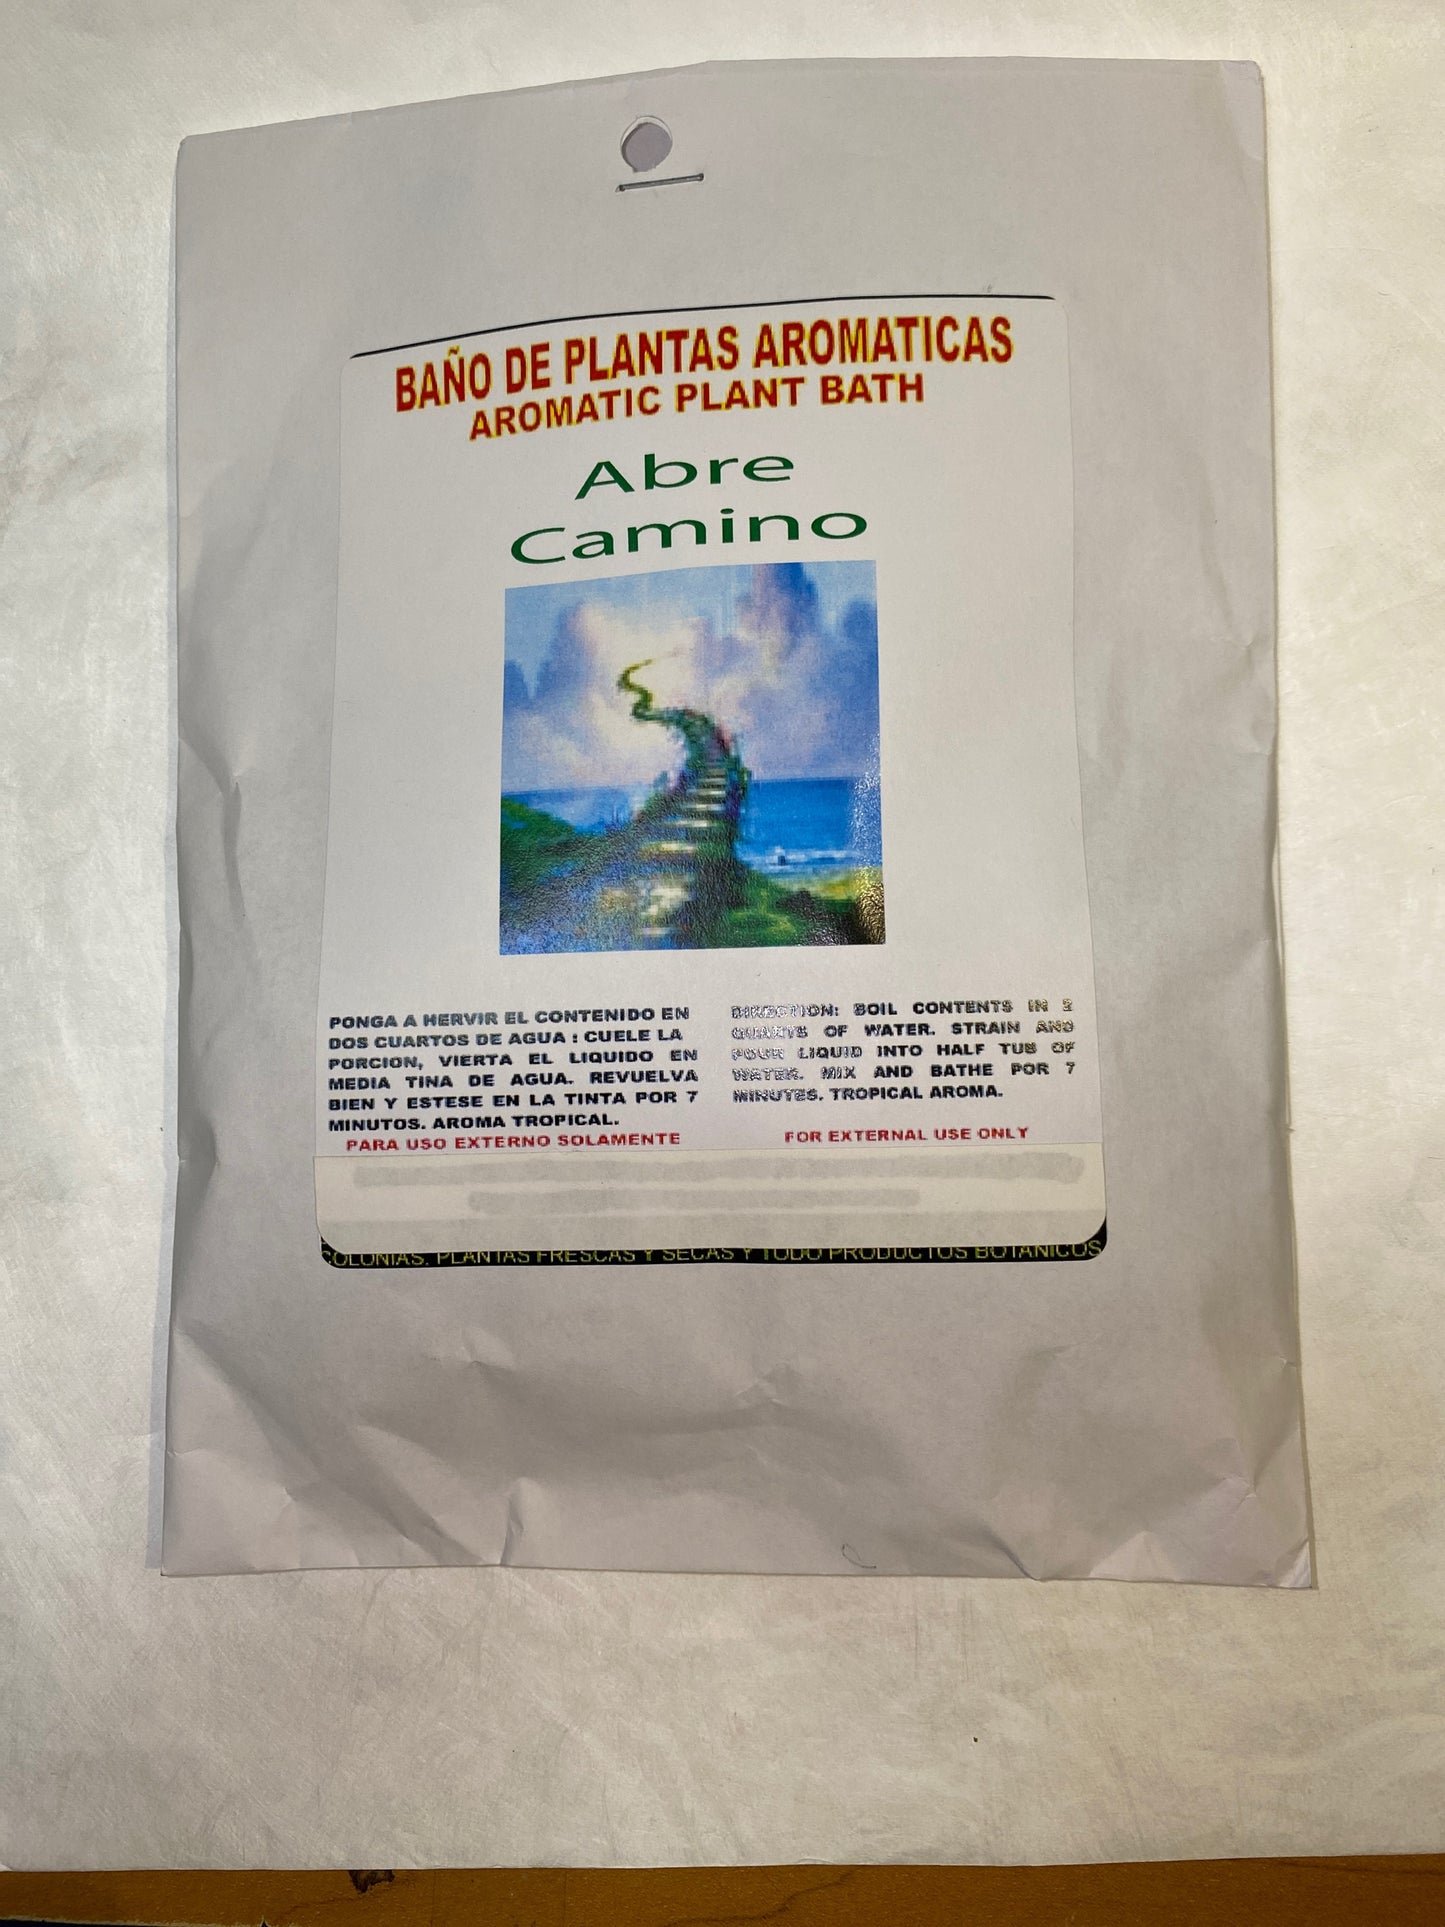 BAÑO DE PLANTAS AROMATICAS
AROMATIC PLANT BATH
Abre
Camino
PONGA A HERVIR EL CONTENIDO EN
DOS CUARTOS DE AGUA : CUELE LA
PORCION, VIERTA EL LIQUIDO EN
MEDIA TINA DE AGUA. REVUELVA
BIEN Y ESTESE EN LA TINTA POR 7
MINUTOS. AROMA TROPICAL.
PARA USO EXTERNO SOLAMENTE
DIRECTION: BOIL CONTENTS IN 2
QUARTS OF WATER. STRAIN AND
POUR LIQUID INTO HALF TUB OF
WATER. MIX AND BATHE POR 7
MINUTES. TROPICAL AROMA.
FOR EXTERNAL USE ONLY
COLONIAS. PLANTAS FRESCAS Y SECAS Y TODO PRODUCTOS BOTANICOS